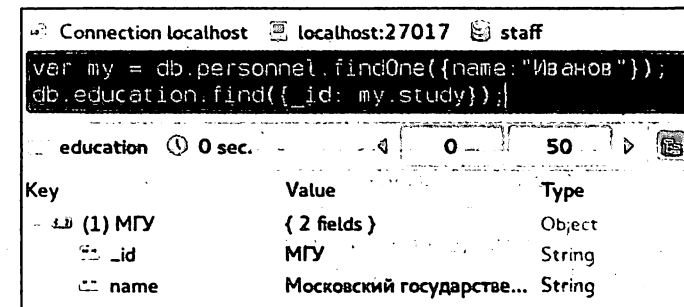 Connection localhost localhost:27017 staff
var my = db.personnel.findOne({name:"Иванов"});
db.education.find({_id: my.study});
education 0 sec. 0 50
Key Value Type
(1) МГУ { 2 fields } Object
_id МГУ String
name Московский государстве... String